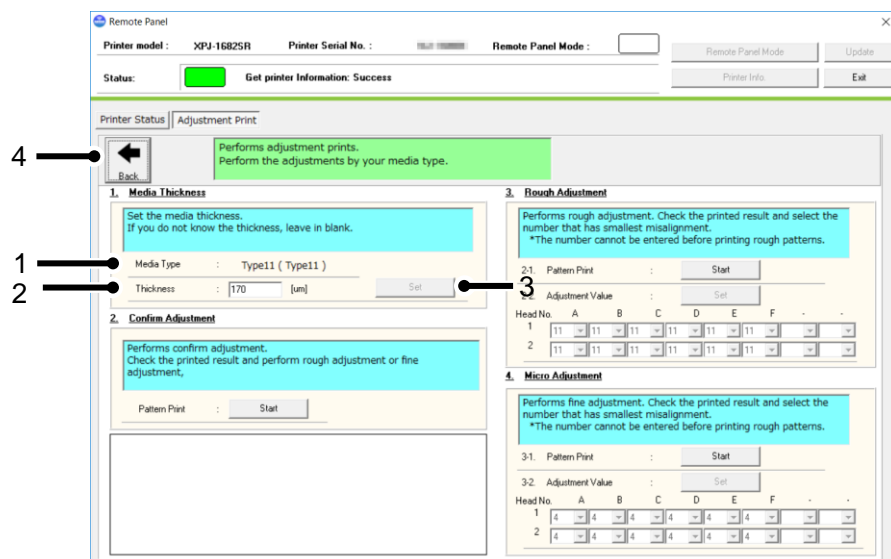 Remote Panel
Printer model : XPJ-1682SR Printer Serial No. : Remote Panel Mode :
Remote Panel Mode Update
Status: Get printer Information: Success
Printer Info. Exit
Printer Status Adjustment Print
4
Back
Performs adjustment prints.
Perform the adjustments by your media type.
1. Media Thickness
Set the media thickness.
If you do not know the thickness, leave in blank.
1
Media Type : Type11 ( Type11 )
2
Thickness : 170 [um] Set
3
2. Confirm Adjustment
Performs confirm adjustment.
Check the printed result and perform rough adjustment or fine
adjustment,
Pattern Print : Start
3. Rough Adjustment
Performs rough adjustment. Check the printed result and select the
number that has smallest misalignment.
*The number cannot be entered before printing rough patterns.
2-1. Pattern Print : Start
2-2. Adjustment Value : Set
Head No. A B C D E F - -
1 11 11 11 11 11 11
2 11 11 11 11 11 11
4. Micro Adjustment
Performs fine adjustment. Check the printed result and select the
number that has smallest misalignment.
*The number cannot be entered before printing rough patterns.
3-1. Pattern Print : Start
3-2. Adjustment Value : Set
Head No. A B C D E F - -
1 4 4 4 4 4 4
2 4 4 4 4 4 4